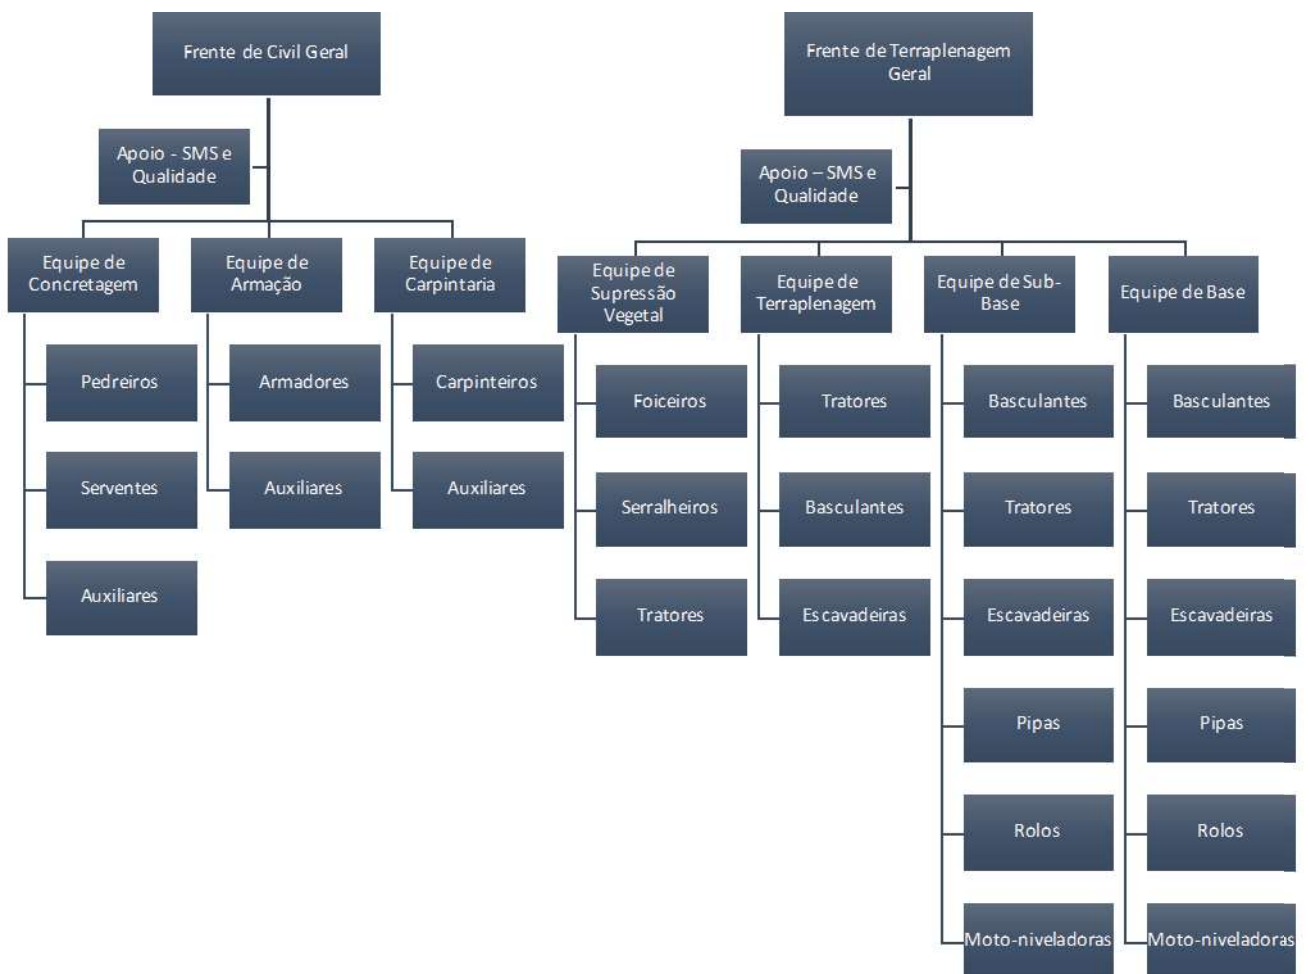 Frente de Civil Geral
Apoio - SMS e
Qualidade
Equipe de
Concretagem
Pedreiros
Serventes
Auxiliares
Equipe de
Armação
Armadores
Auxiliares
Equipe de
Carpintaria
Carpinteiros
Auxiliares
Frente de Terraplenagem
Geral
Apoio – SMS e
Qualidade
Equipe de
Supressão
Vegetal
Foiceiros
Serralheiros
Tratores
Equipe de
Terraplenagem
Tratores
Basculantes
Escavadeiras
Equipe de Sub-
Base
Basculantes
Tratores
Escavadeiras
Pipas
Rolos
Moto-niveladoras
Equipe de Base
Basculantes
Tratores
Escavadeiras
Pipas
Rolos
Moto-niveladoras